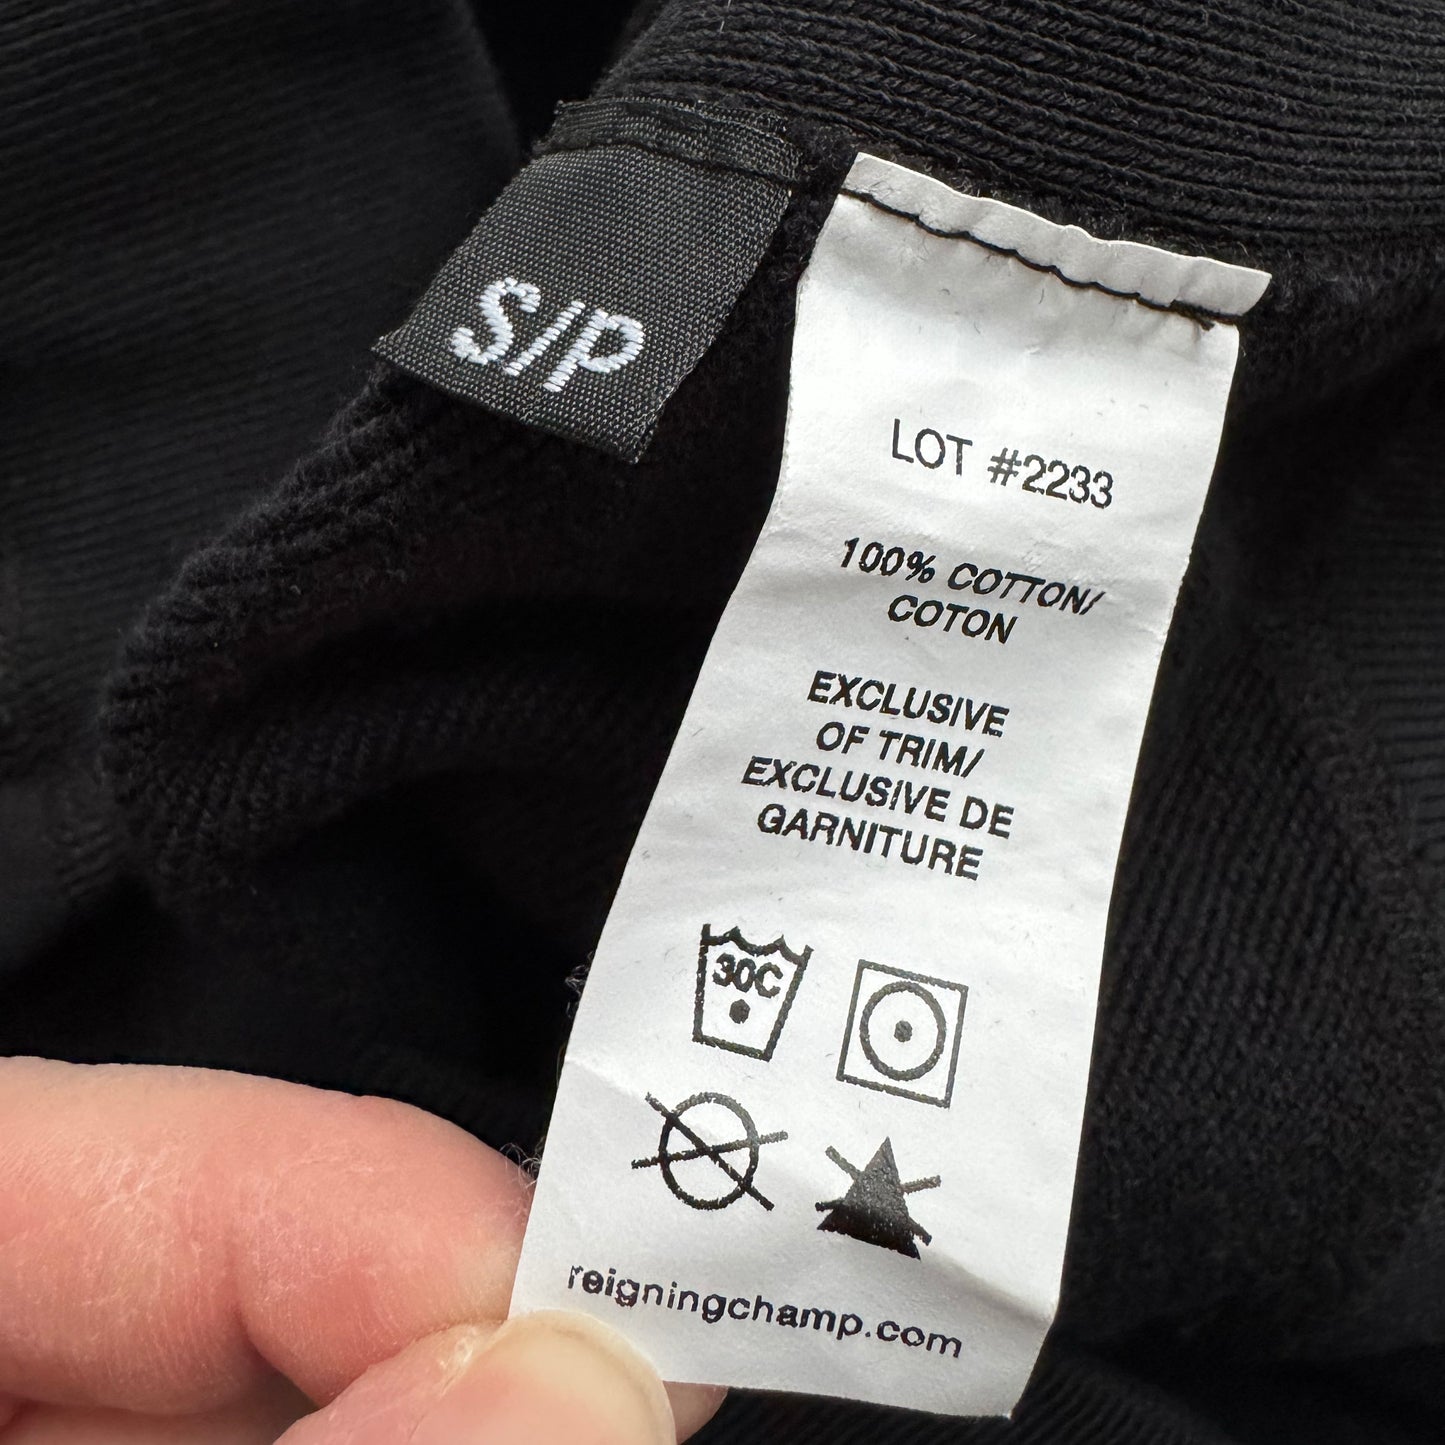 S/P
LOT #2233
100% COTTON/
COTON
EXCLUSIVE
OF TRIM/
EXCLUSIVE DE
GARNITURE
30C
reigningchamp.com